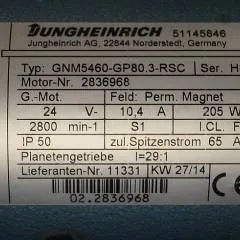 JUNGHEINRICH 51145646
Jungheinrich AG, 22844 Norderstedt, Germany
Typ: GNM5460-GP80.3-RSC Ser. H
Motor-Nr. 2836968
G.-Mot. Feld: Perm. Magnet
24 V- 10,4 A 205 W
2800 min-1 S1 I.CL. F
IP 50 zul.Spitzenstrom 65 A
Planetengetriebe I=29:1
Lieferanten-Nr. 11331 KW 27/14
02.2836968